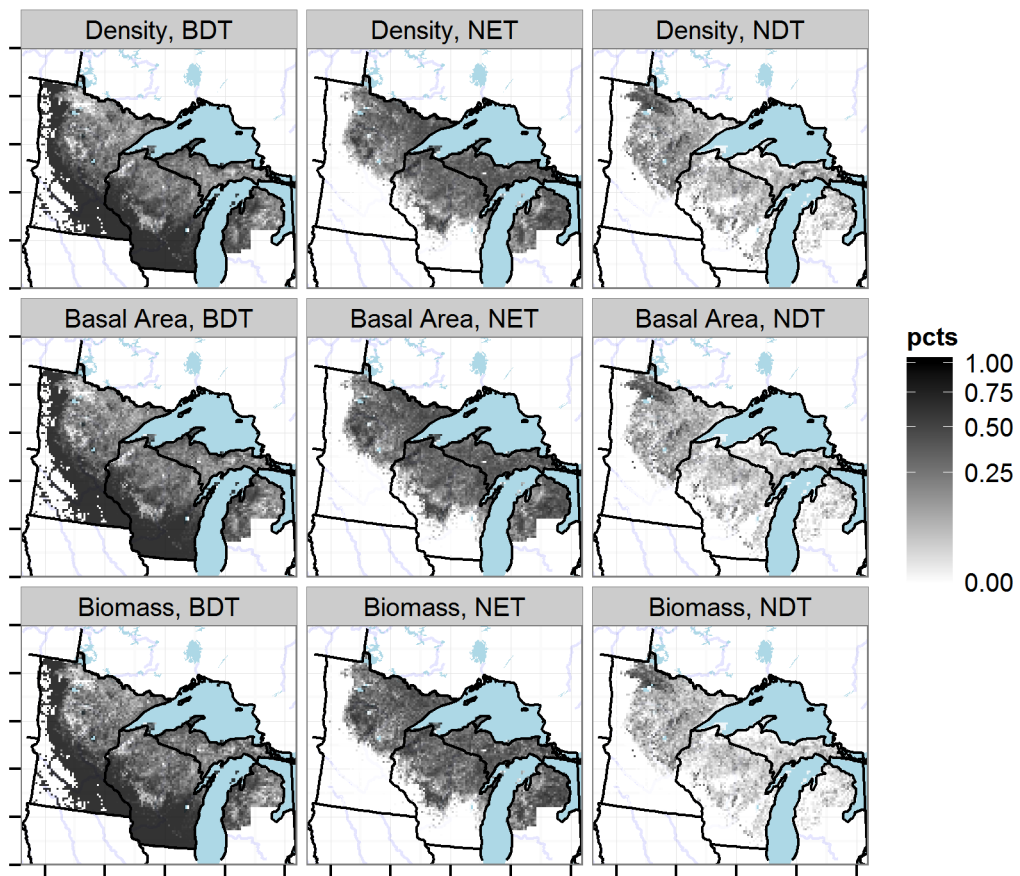 Density, BDT
Density, NET
Density, NDT
Basal Area, BDT
Basal Area, NET
Basal Area, NDT
Biomass, BDT
Biomass, NET
Biomass, NDT
pcts
1.00
0.75
0.50
0.25
0.00